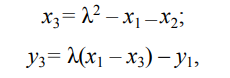 x₃ = λ² − x₁ − x₂;
y₃ = λ(x₁ − x₃) − y₁,